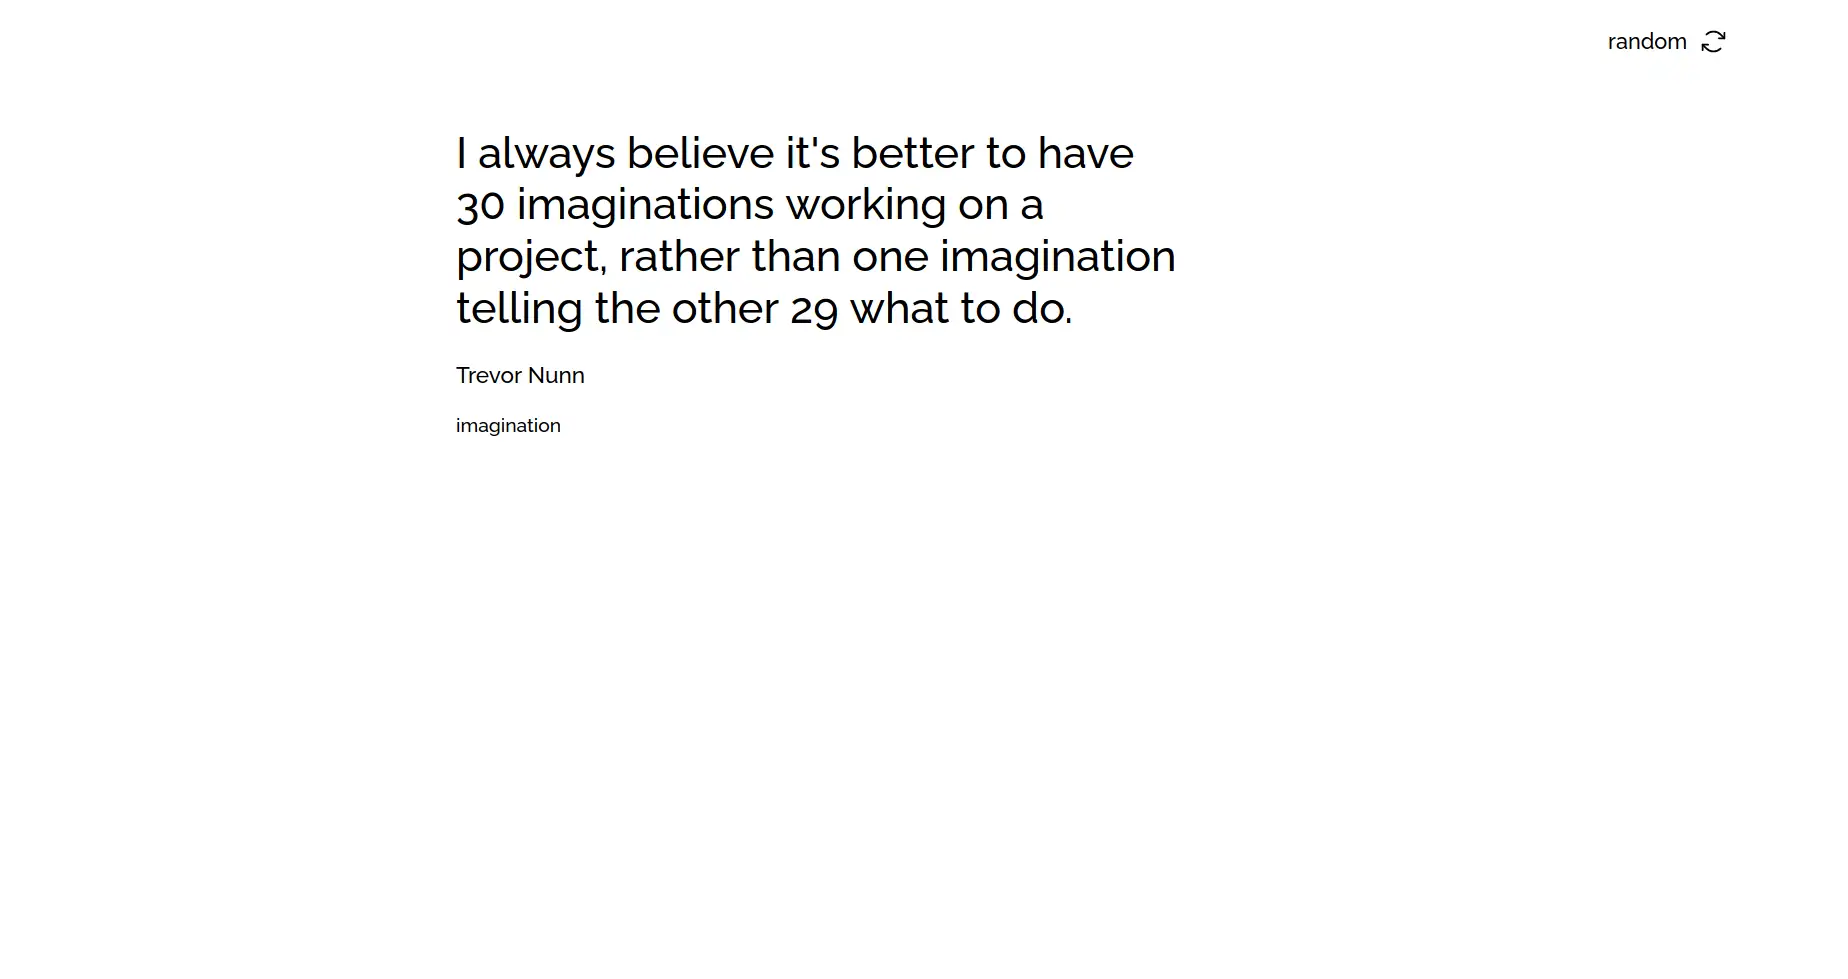 random
I always believe it's better to have
30 imaginations working on a
project, rather than one imagination
telling the other 29 what to do.
Trevor Nunn
imagination